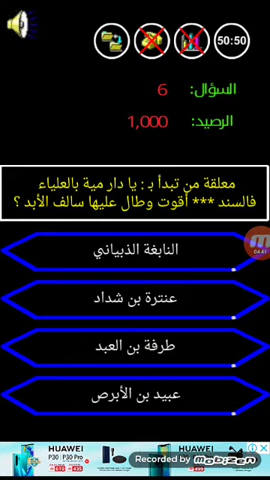 50:50
السؤال: 6
الرصيد: 1,000
معلقة من تبدأ بـ : يا دار مية بالعلياء
فالسند *** أقوت وطال عليها سالف الأبد ؟
04:41
النابغة الذبياني
عنترة بن شداد
طرفة بن العبد
عبيد بن الأبرص
HUAWEI
P30 | P30 Pro
HUAWEI
Recorded by Mobizen